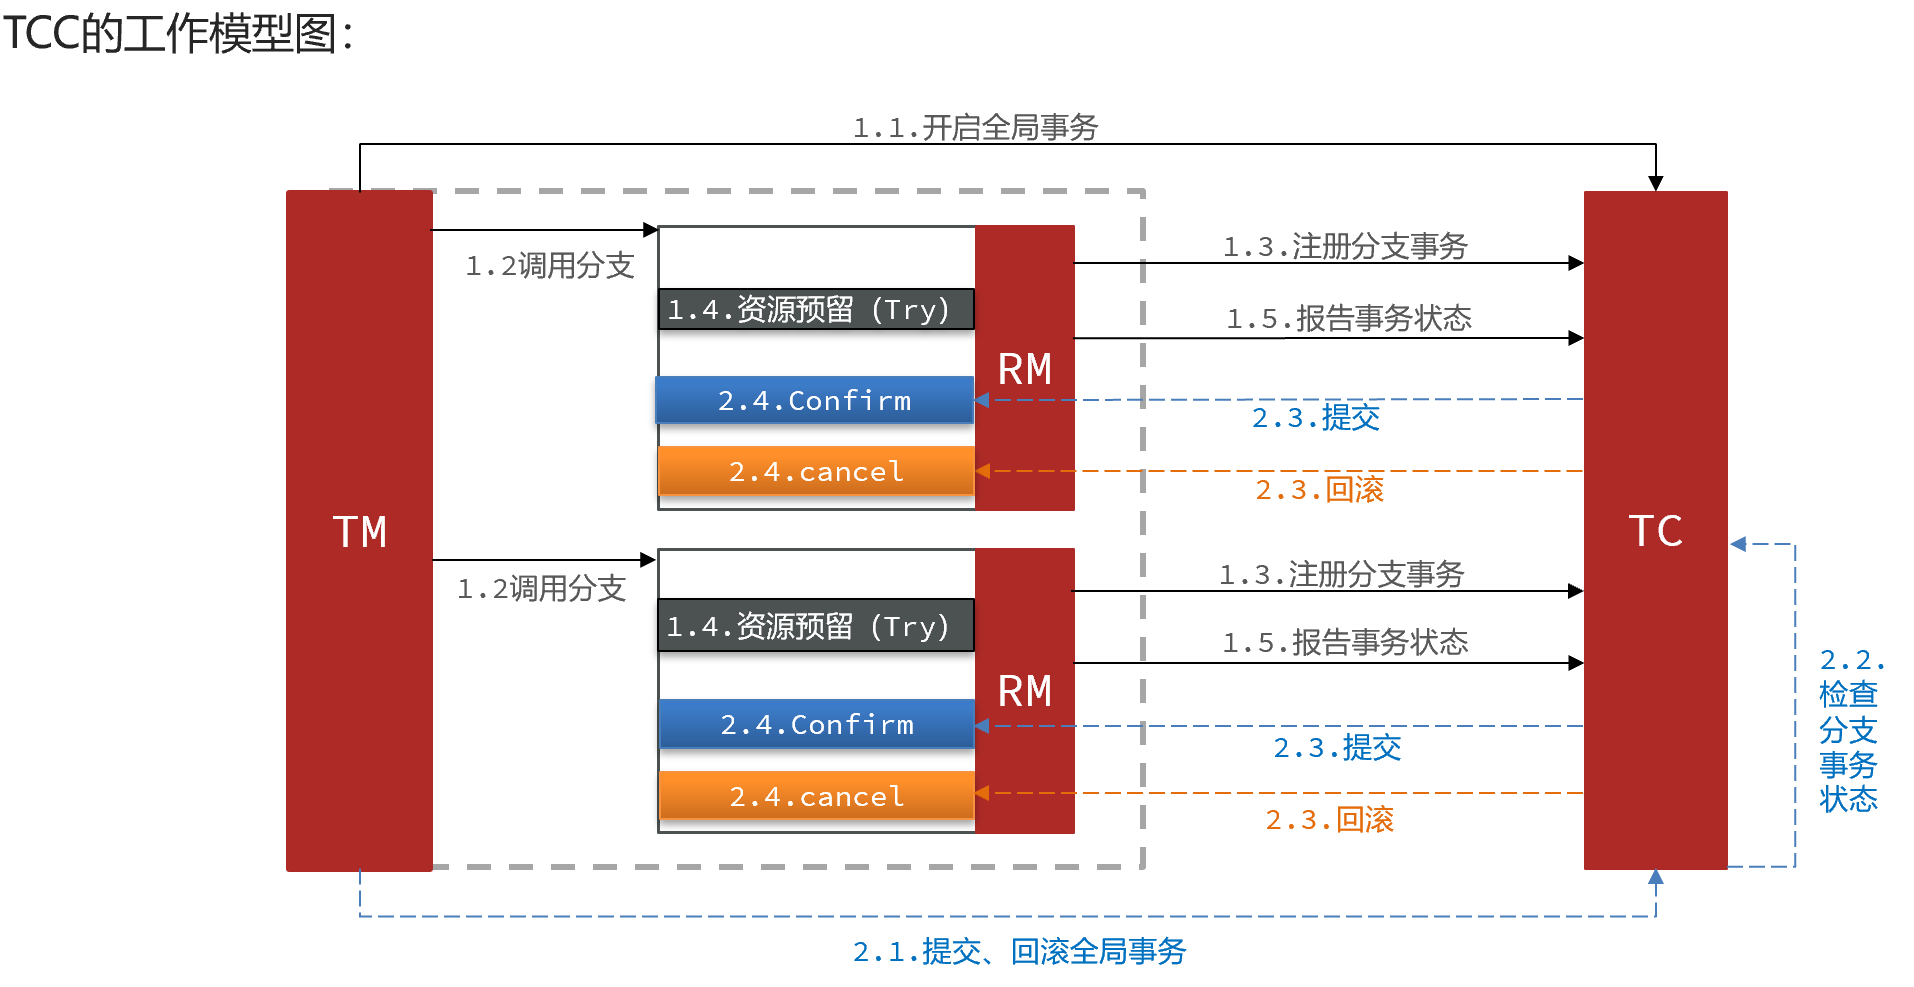 TCC的工作模型图：
1.1.开启全局事务
1.2调用分支
1.3.注册分支事务
1.4.资源预留（Try）
1.5.报告事务状态
RM
2.4.Confirm
2.3.提交
2.4.cancel
2.3.回滚
TM
TC
1.2调用分支
1.3.注册分支事务
1.4.资源预留（Try）
1.5.报告事务状态
RM
2.4.Confirm
2.3.提交
2.4.cancel
2.3.回滚
2.2.
检查
分支
事务
状态
2.1.提交、回滚全局事务